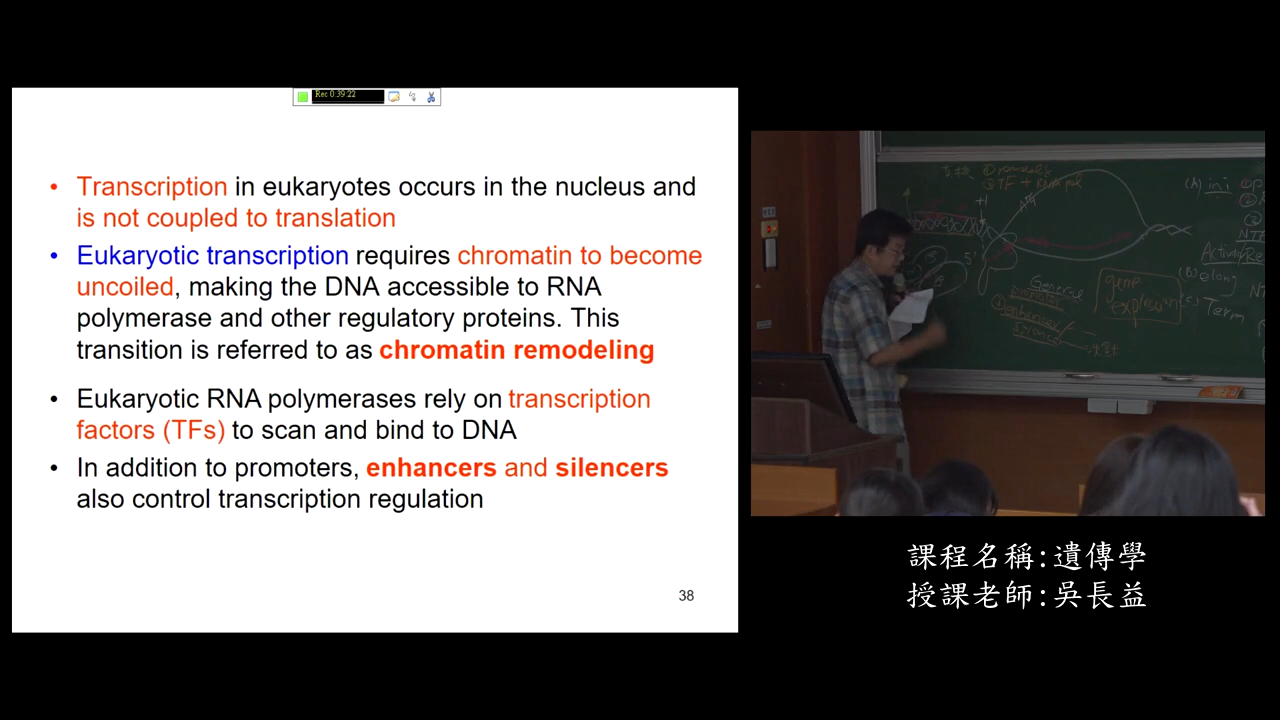 Rec 0:39:22
• Transcription in eukaryotes occurs in the nucleus and
is not coupled to translation
• Eukaryotic transcription requires chromatin to become
uncoiled, making the DNA accessible to RNA
polymerase and other regulatory proteins. This
transition is referred to as chromatin remodeling
• Eukaryotic RNA polymerases rely on transcription
factors (TFs) to scan and bind to DNA
• In addition to promoters, enhancers and silencers
also control transcription regulation
38
5'
gene
Term
課程名稱:遺傳學
授課老師:吳長益